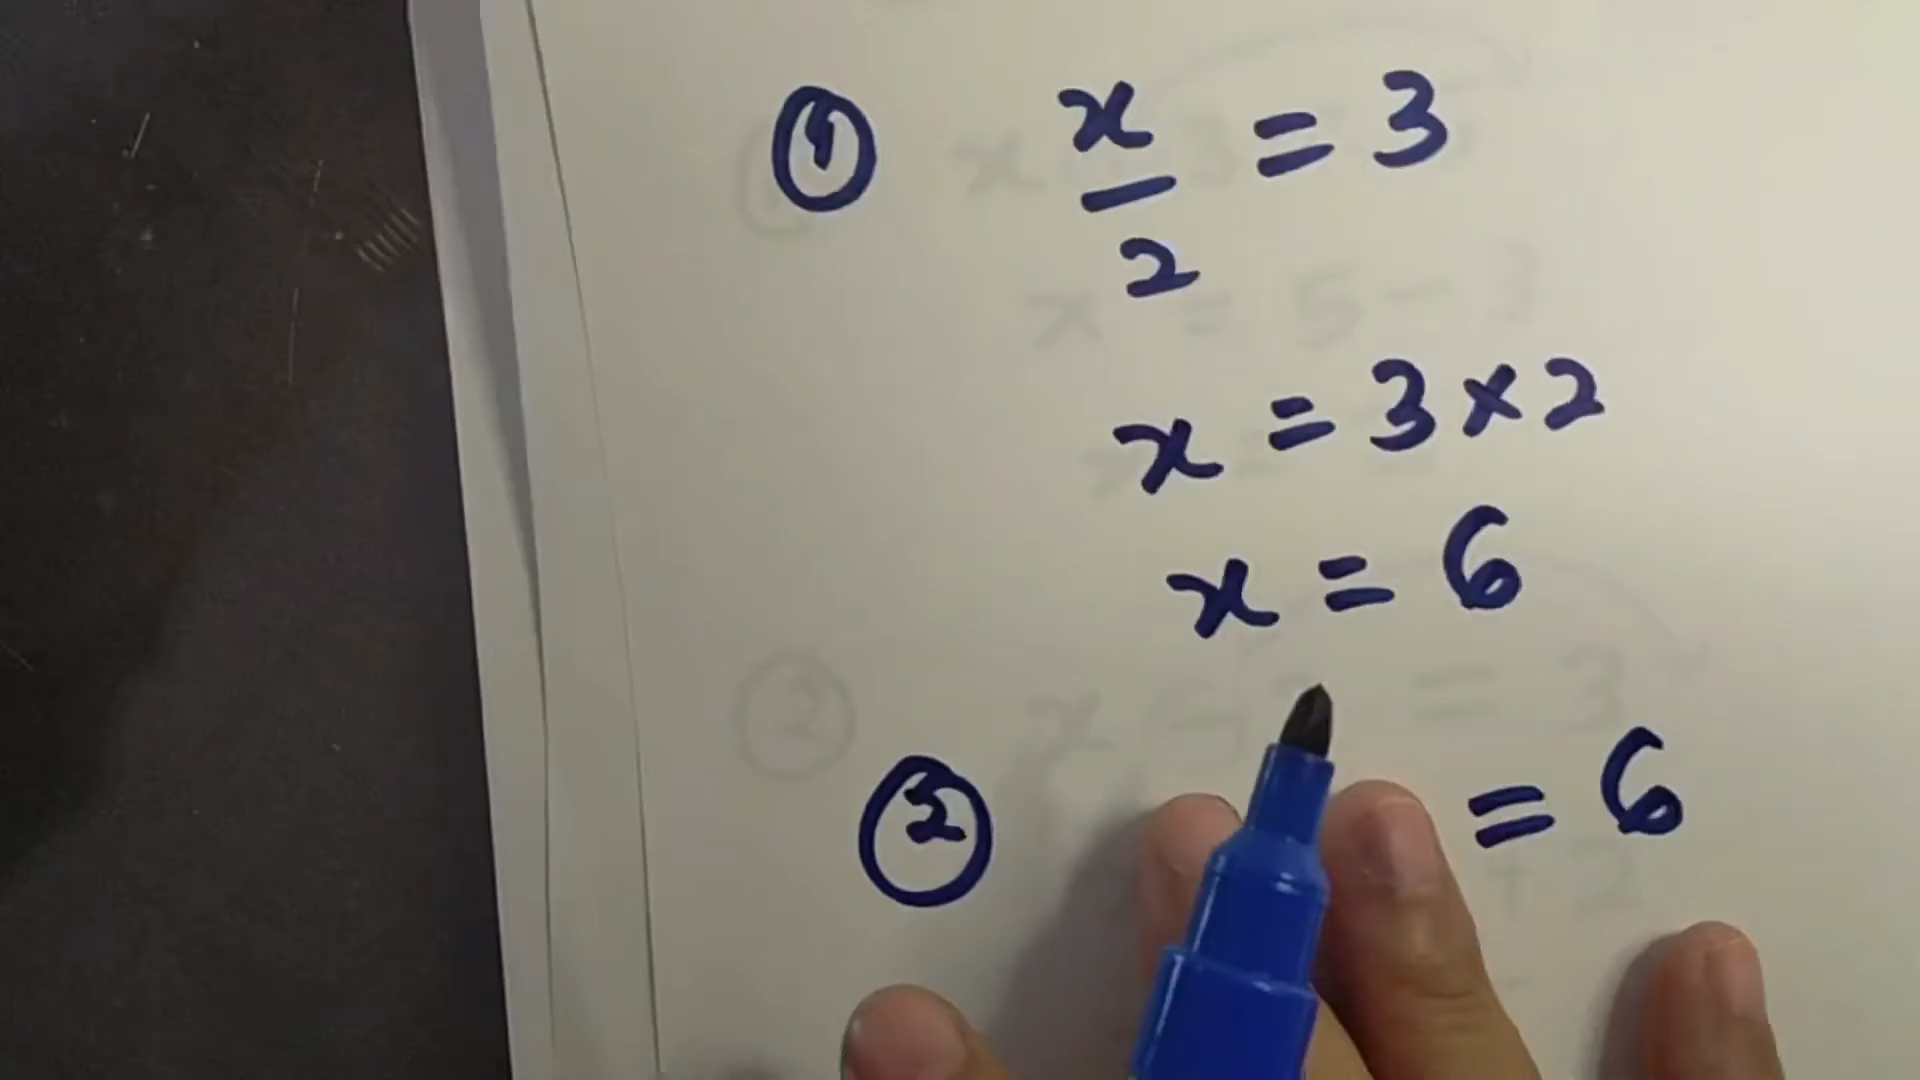 ① x/2 = 3
x = 3 × 2
x = 6
② = 6